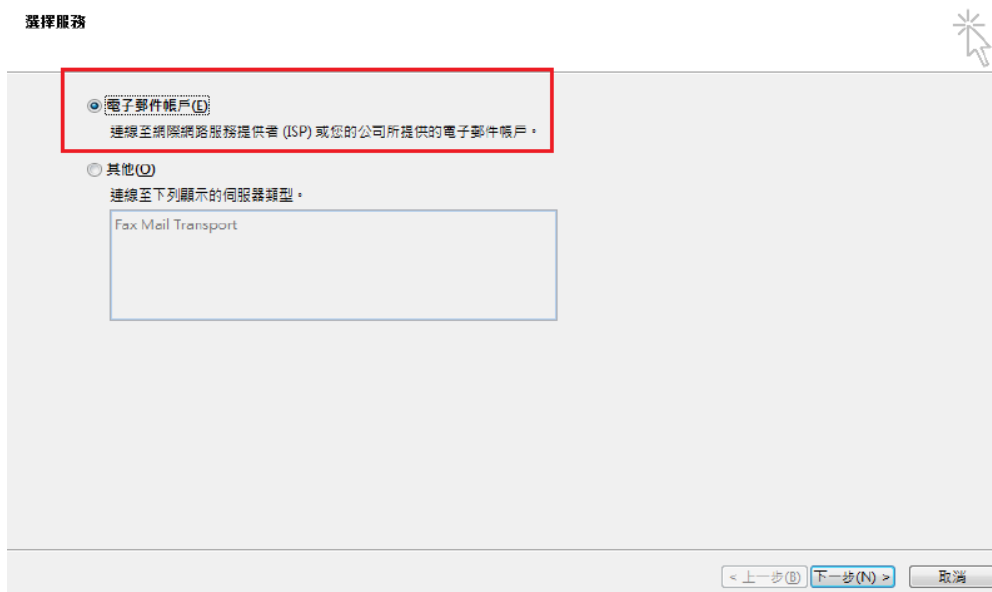 選擇服務
電子郵件帳戶(E)
連線至網際網路服務提供者 (ISP) 或您的公司所提供的電子郵件帳戶。
其他(O)
連線至下列顯示的伺服器類型。
Fax Mail Transport
< 上一步(B) 下一步(N) > 取消